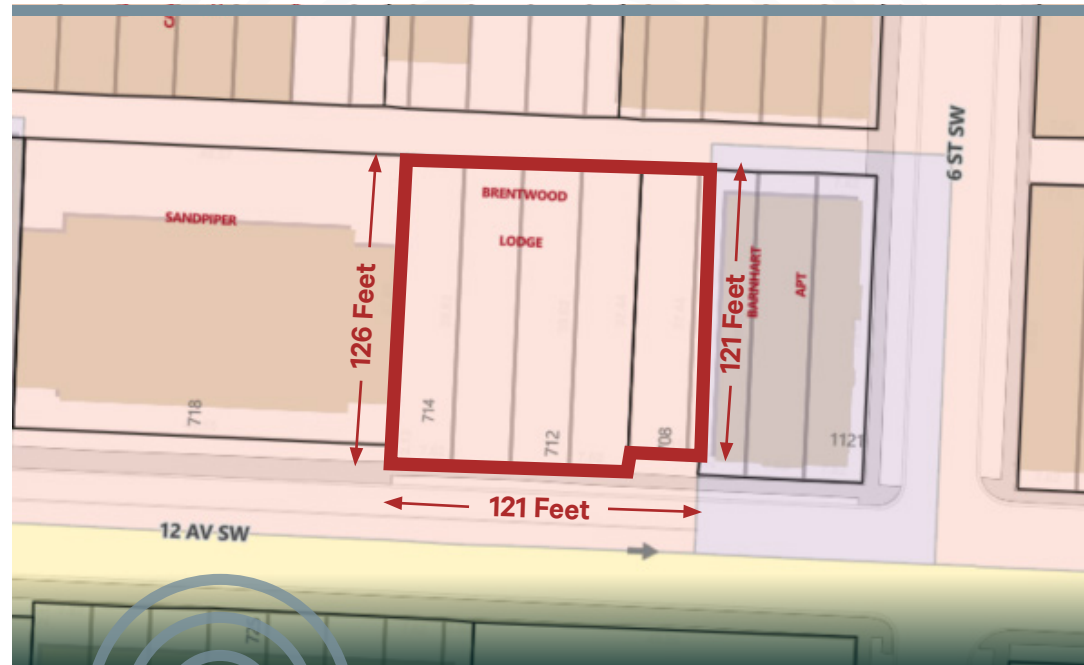 6 ST SW
BRENTWOOD
LODGE
SANDPIPER
BARNHART
APT
126 Feet
121 Feet
718
714
712
708
1121
121 Feet
12 AV SW